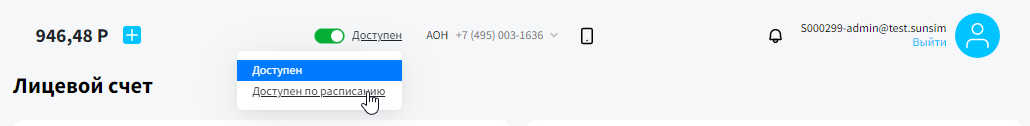 946,48 Р
Доступен
АОН +7 (495) 003-1636
S000299-admin@test.sunsim
Выйти
Доступен
Доступен по расписанию
Лицевой счет